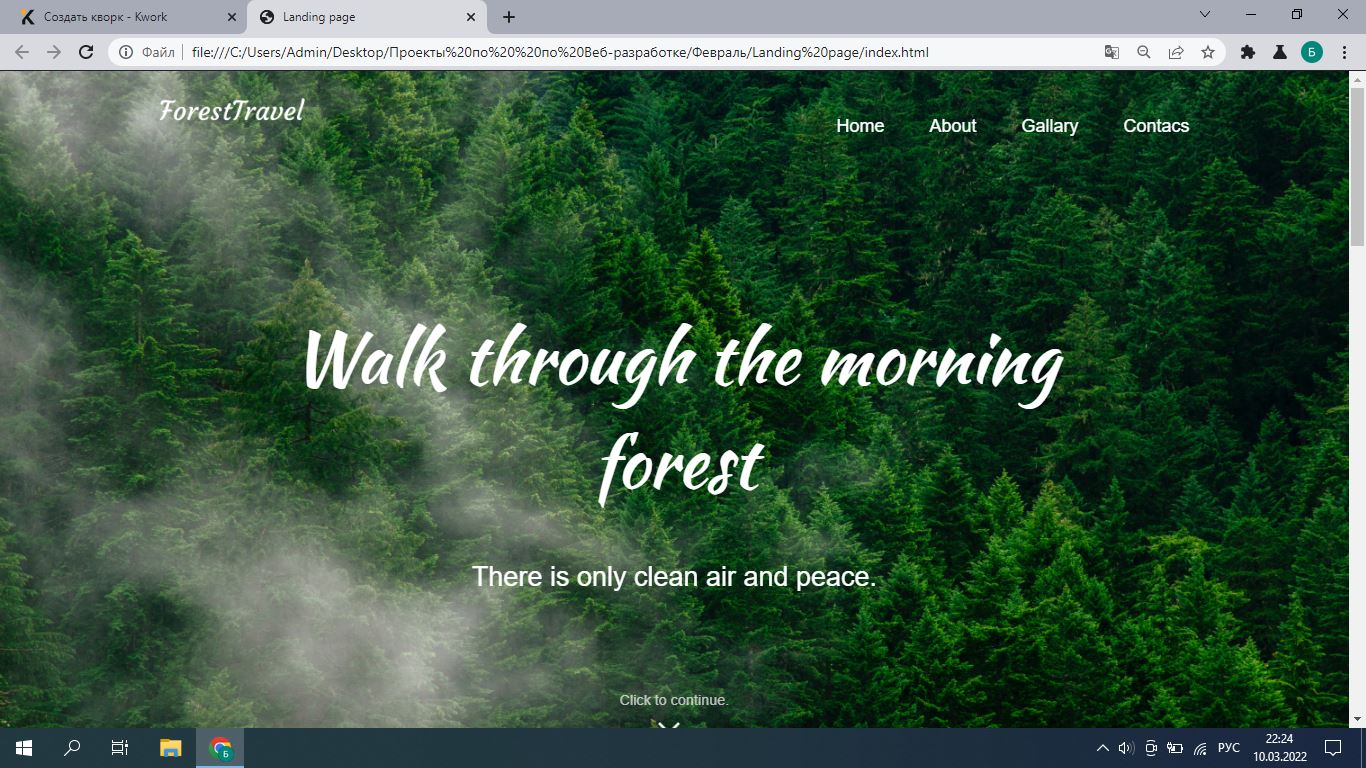 Создать кворк - Kwork
Landing page
Файл
file:///C:/Users/Admin/Desktop/Проекты%20по%20%20по%20Веб-разработке/Февраль/Landing%20page/index.html
Б
ForestTravel
Home About Gallary Contacs
Walk through the morning
forest
There is only clean air and peace.
Click to continue.
Б
РУС
22:24
10.03.2022